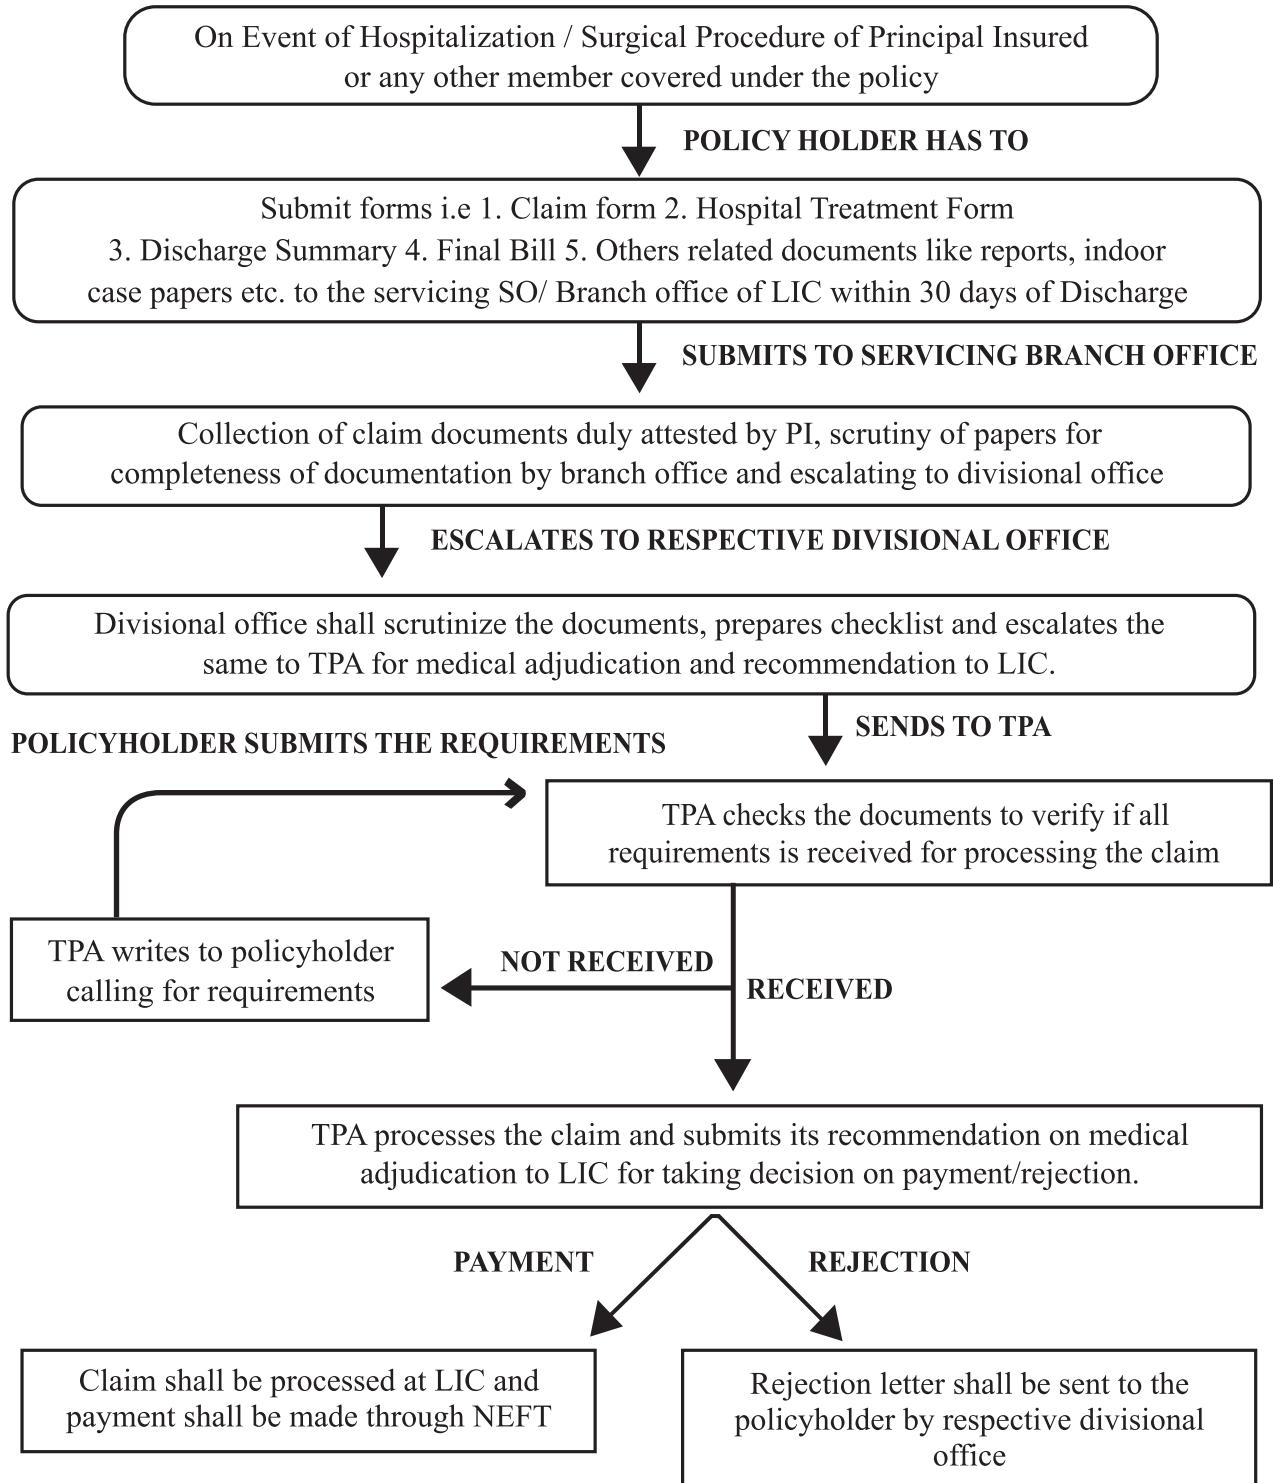 On Event of Hospitalization / Surgical Procedure of Principal Insured
or any other member covered under the policy
POLICY HOLDER HAS TO
Submit forms i.e 1. Claim form 2. Hospital Treatment Form
3. Discharge Summary 4. Final Bill 5. Others related documents like reports, indoor
case papers etc. to the servicing SO/ Branch office of LIC within 30 days of Discharge
SUBMITS TO SERVICING BRANCH OFFICE
Collection of claim documents duly attested by PI, scrutiny of papers for
completeness of documentation by branch office and escalating to divisional office
ESCALATES TO RESPECTIVE DIVISIONAL OFFICE
Divisional office shall scrutinize the documents, prepares checklist and escalates the
same to TPA for medical adjudication and recommendation to LIC.
SENDS TO TPA
POLICYHOLDER SUBMITS THE REQUIREMENTS
TPA checks the documents to verify if all
requirements is received for processing the claim
TPA writes to policyholder
calling for requirements
NOT RECEIVED
RECEIVED
TPA processes the claim and submits its recommendation on medical
adjudication to LIC for taking decision on payment/rejection.
PAYMENT
REJECTION
Claim shall be processed at LIC and
payment shall be made through NEFT
Rejection letter shall be sent to the
policyholder by respective divisional
office